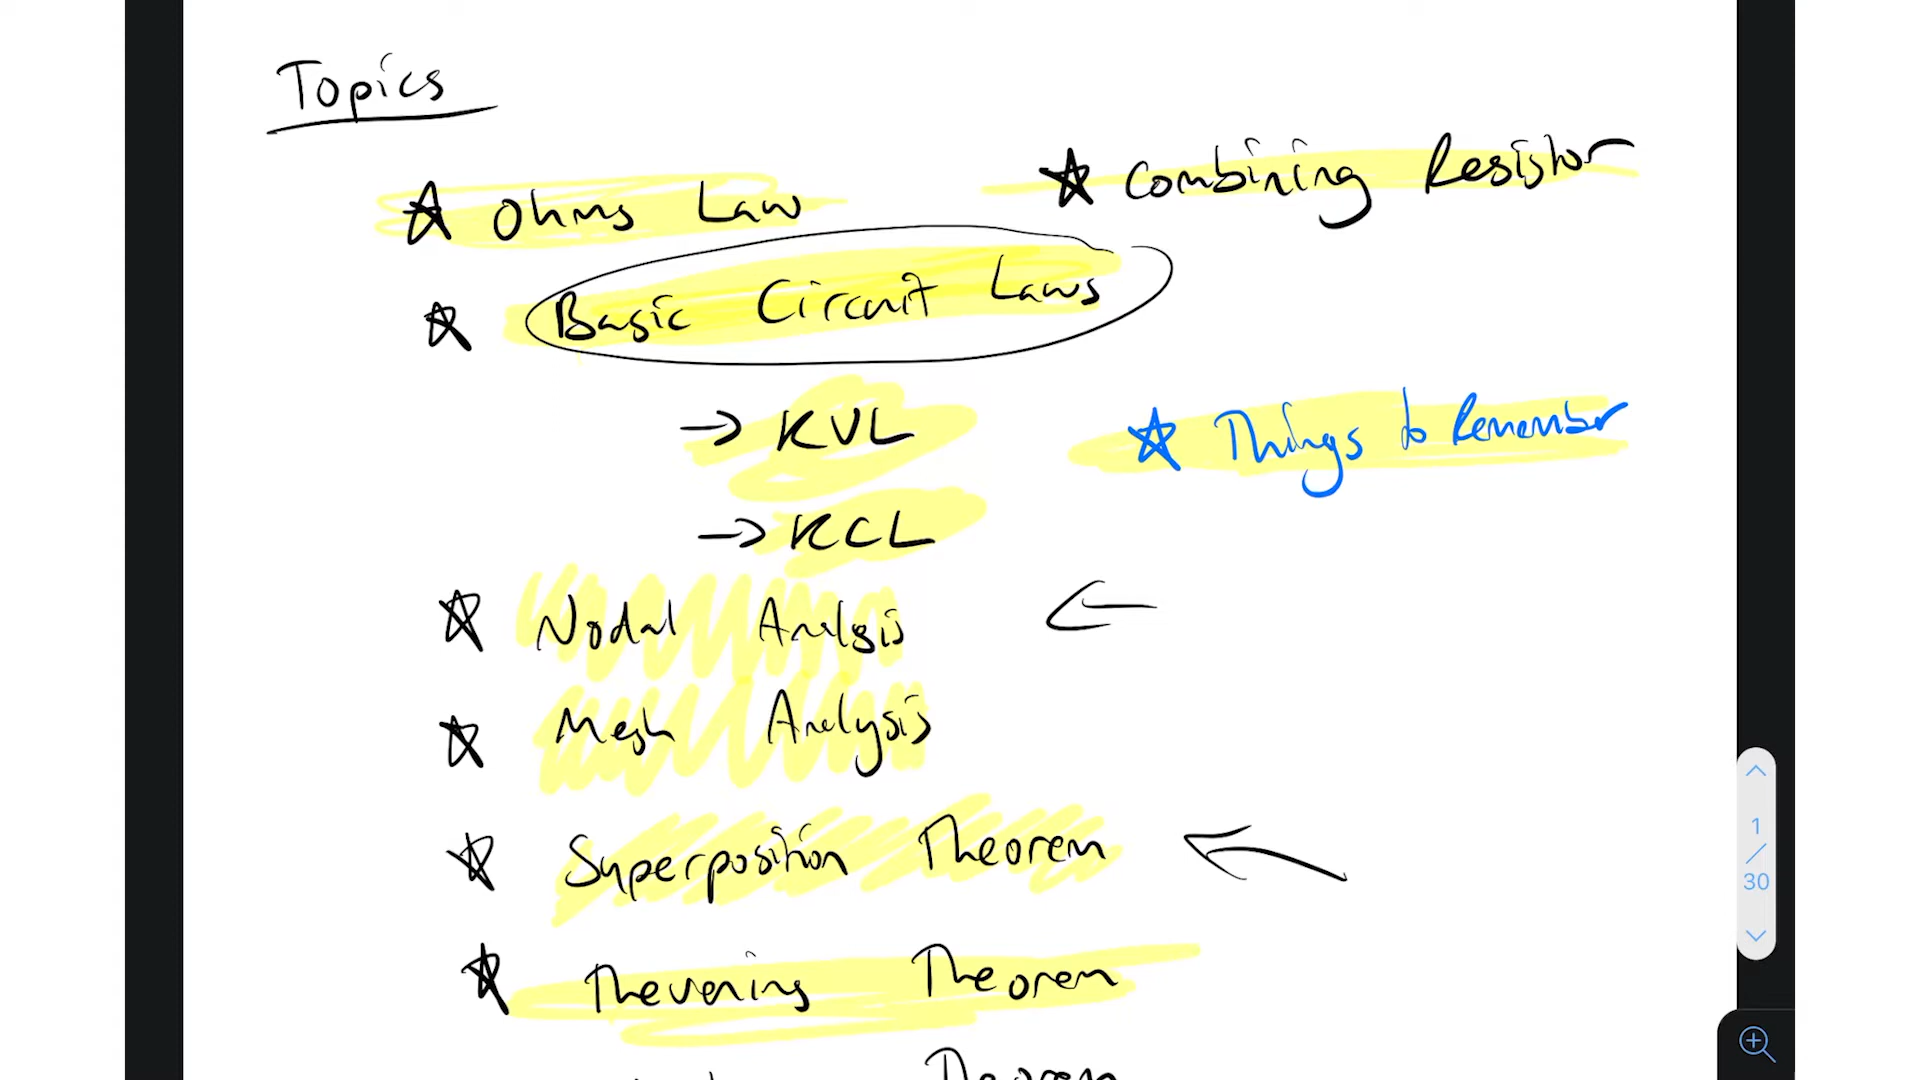 Topics
Ohms Law
Combining Resistor
Basic Circuit Laws
→ KVL
Things to Remember
→ KCL
Nodal Analysis
Mesh Analysis
Superposition Theorem
Thevenins Theorem
Theorem
1
/
30